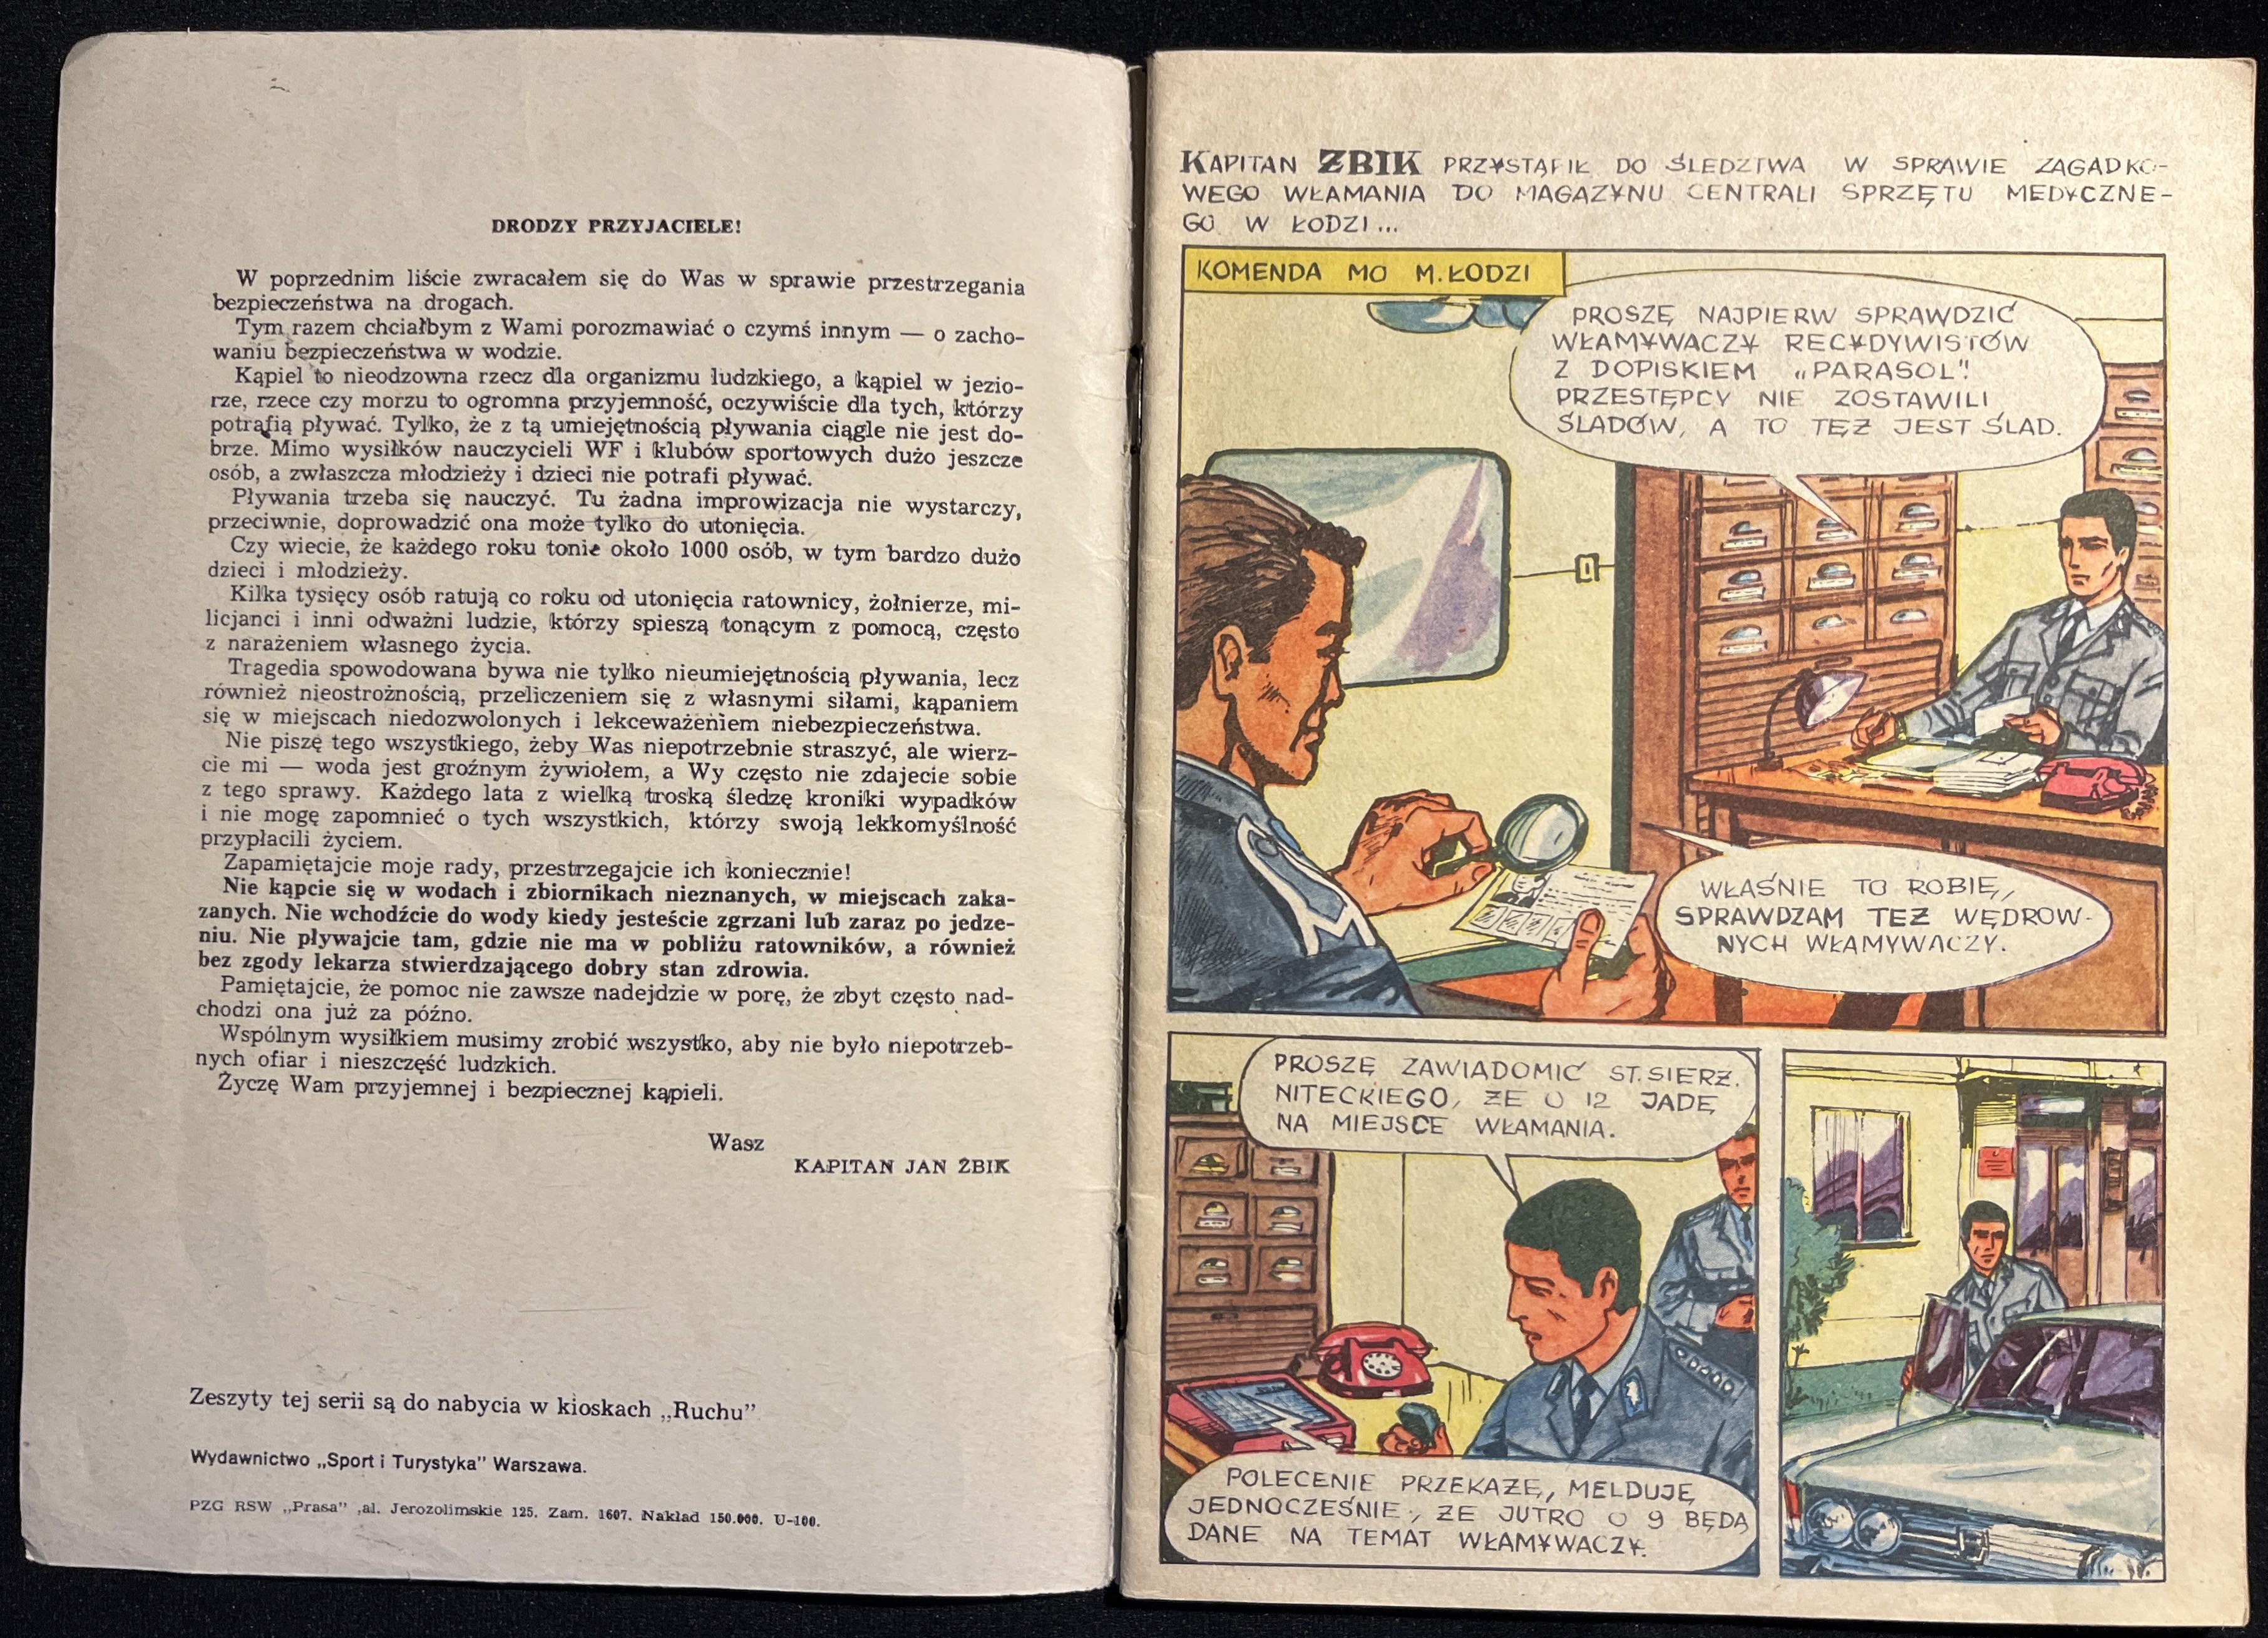 DRODZY PRZYJACIELE!
W poprzednim liście zwracałem się do Was w sprawie przestrzegania
bezpieczeństwa na drogach.
Tym razem chciałbym z Wami porozmawiać o czymś innym — o zacho-
waniu bezpieczeństwa w wodzie.
Kąpiel to nieodzowna rzecz dla organizmu ludzkiego, a kąpiel w jezio-
rze, rzece czy morzu to ogromna przyjemność, oczywiście dla tych, którzy
potrafią pływać. Tylko, że z tą umiejętnością pływania ciągle nie jest do-
brze. Mimo wysiłków nauczycieli WF i klubów sportowych dużo jeszcze
osób, a zwłaszcza młodzieży i dzieci nie potrafi pływać.
Pływania trzeba się nauczyć. Tu żadna improwizacja nie wystarczy,
przeciwnie, doprowadzić ona może tylko do utonięcia.
Czy wiecie, że każdego roku tonie około 1000 osób, w tym bardzo dużo
dzieci i młodzieży.
Kilka tysięcy osób ratują co roku od utonięcia ratownicy, żołnierze, mi-
licjanci i inni odważni ludzie, którzy spieszą tonącym z pomocą, często
z narażeniem własnego życia.
Tragedia spowodowana bywa nie tylko nieumiejętnością pływania, lecz
również nieostrożnością, przeliczeniem się z własnymi siłami, kąpaniem
się w miejscach niedozwolonych i lekceważeniem niebezpieczeństwa.
Nie piszę tego wszystkiego, żeby Was niepotrzebnie straszyć, ale wierz-
cie mi — woda jest groźnym żywiołem, a Wy często nie zdajecie sobie
z tego sprawy. Każdego lata z wielką troską śledzę kroniki wypadków
i nie mogę zapomnieć o tych wszystkich, którzy swoją lekkomyślność
przypłacili życiem.
Zapamiętajcie moje rady, przestrzegajcie ich koniecznie!
Nie kąpcie się w wodach i zbiornikach nieznanych, w miejscach zaka-
zanych. Nie wchodźcie do wody kiedy jesteście zgrzani lub zaraz po jedze-
niu. Nie pływajcie tam, gdzie nie ma w pobliżu ratowników, a również
bez zgody lekarza stwierdzającego dobry stan zdrowia.
Pamiętajcie, że pomoc nie zawsze nadejdzie w porę, że zbyt często nad-
chodzi ona już za późno.
Wspólnym wysiłkiem musimy zrobić wszystko, aby nie było niepotrzeb-
nych ofiar i nieszczęść ludzkich.
Życzę Wam przyjemnej i bezpiecznej kąpieli.
Wasz
KAPITAN JAN ŻBIK
Zeszyty tej serii są do nabycia w kioskach „Ruchu”
Wydawnictwo „Sport i Turystyka” Warszawa.
PZG RSW „Prasa” ,al. Jerozolimskie 125. Zam. 1607. Nakład 150.000. U-100.
KAPITAN ŻBIK PRZYSTĄPIŁ DO ŚLEDZTWA W SPRAWIE ZAGADKO-
WEGO WŁAMANIA DO MAGAZYNU CENTRALI SPRZĘTU MEDYCZNE-
GO W ŁODZI...
KOMENDA MO M.ŁODZI
PROSZĘ NAJPIERW SPRAWDZIĆ
WŁAMYWACZY RECYDYWISTÓW
Z DOPISKIEM „PARASOL”!
PRZESTĘPCY NIE ZOSTAWILI
ŚLADÓW, A TO TEŻ JEST ŚLAD.
WŁAŚNIE TO ROBIĘ,
SPRAWDZAM TEŻ WĘDROW-
NYCH WŁAMYWACZY.
PROSZĘ ZAWIADOMIĆ ST.SIERŻ.
NITECKIEGO, ŻE O 12 JADĘ
NA MIEJSCE WŁAMANIA.
POLECENIE PRZEKAŻĘ, MELDUJĘ
JEDNOCZEŚNIE, ŻE JUTRO O 9 BĘDĄ
DANE NA TEMAT WŁAMYWACZY.